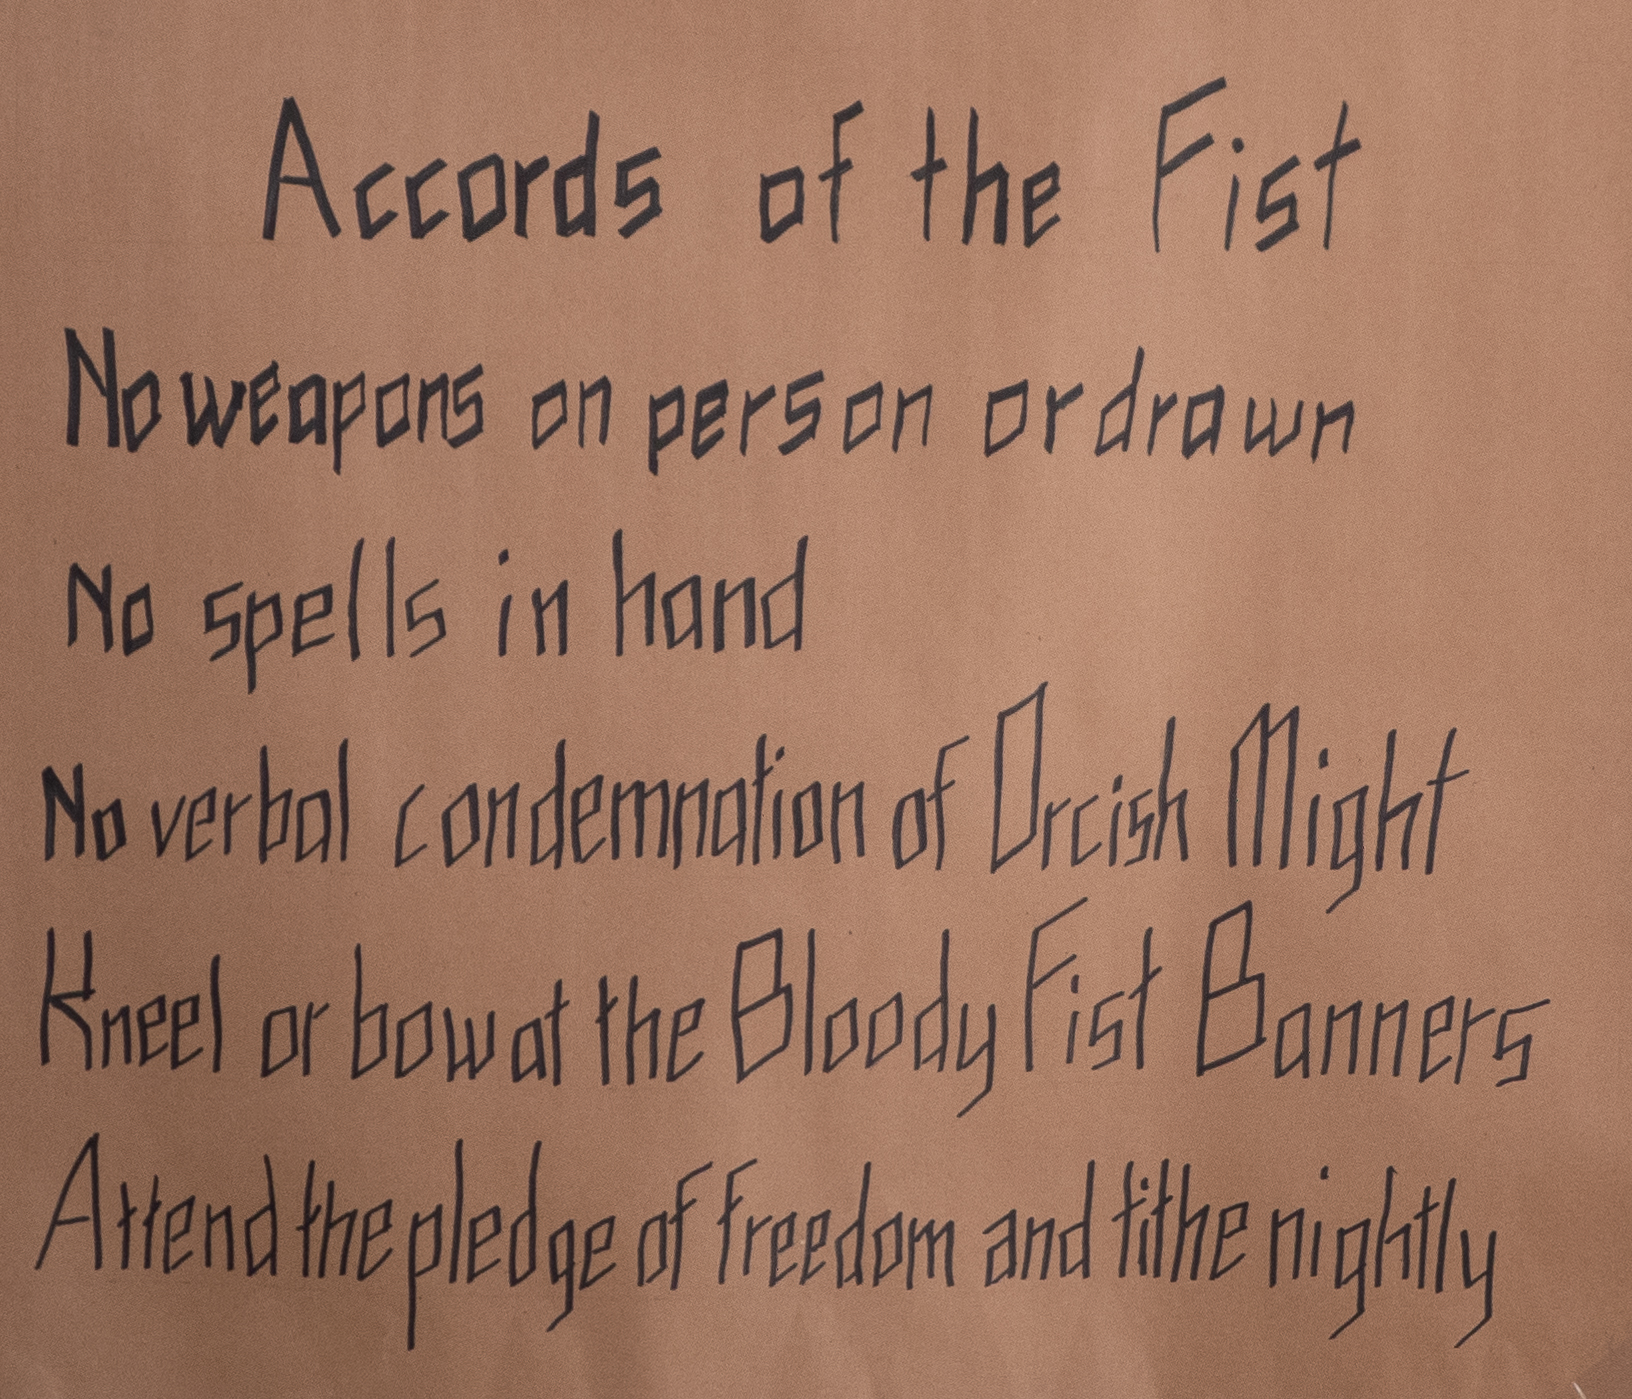 Accords of the Fist
No weapons on person or drawn
No spells in hand
No verbal condemnation of Orcish Might
Kneel or bow at the Bloody Fist Banners
Attend the pledge of freedom and tithe nightly